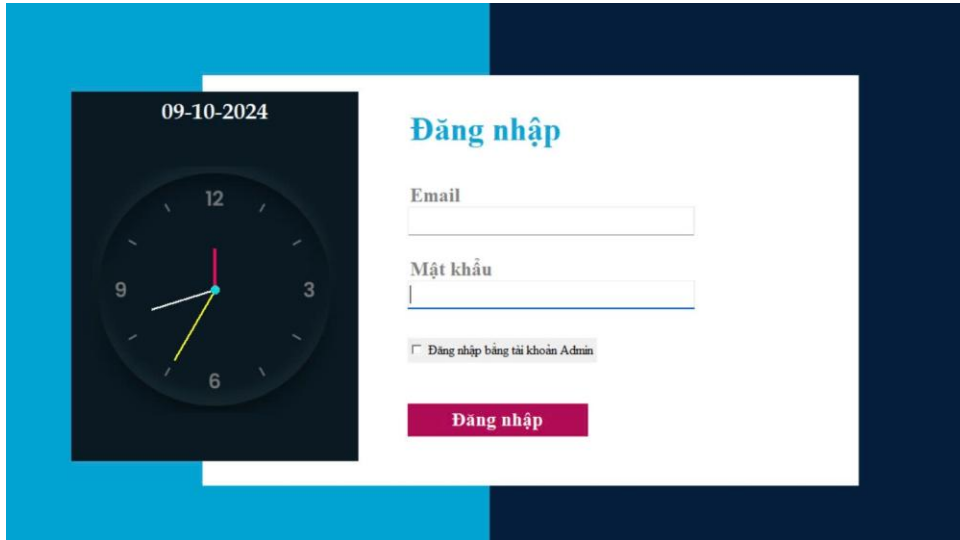 09-10-2024
12
9
3
6
Đăng nhập
Email
Mật khẩu
Đăng nhập bằng tài khoản Admin
Đăng nhập